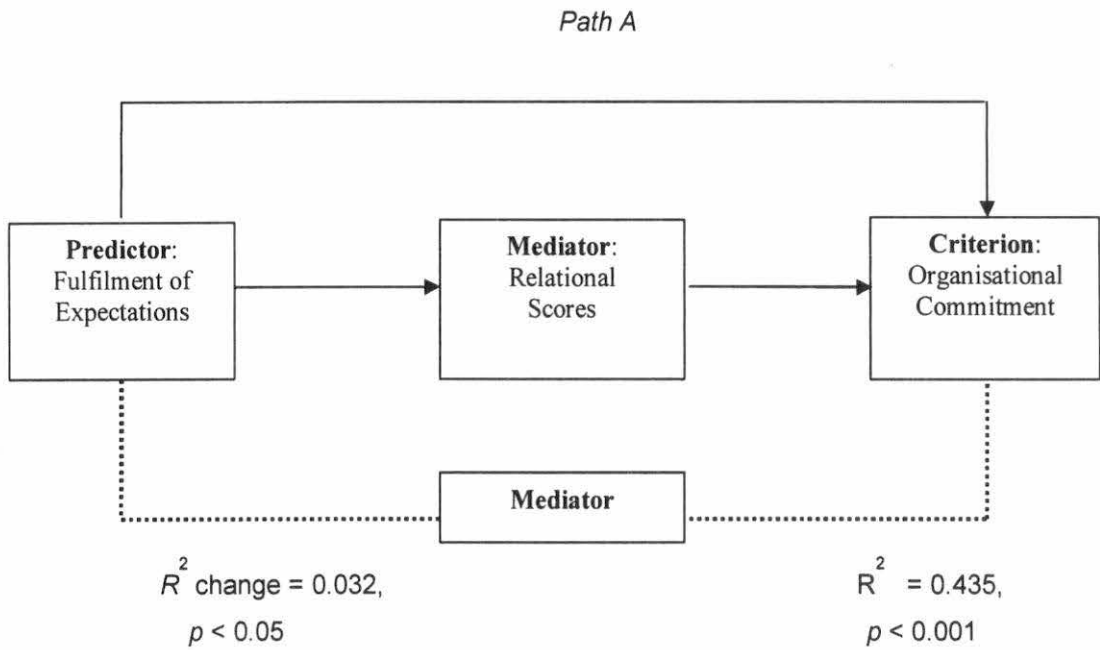 Path A
Predictor:
Fulfilment of
Expectations
Mediator:
Relational
Scores
Criterion:
Organisational
Commitment
Mediator
R² change = 0.032,
p < 0.05
R² = 0.435,
p < 0.001